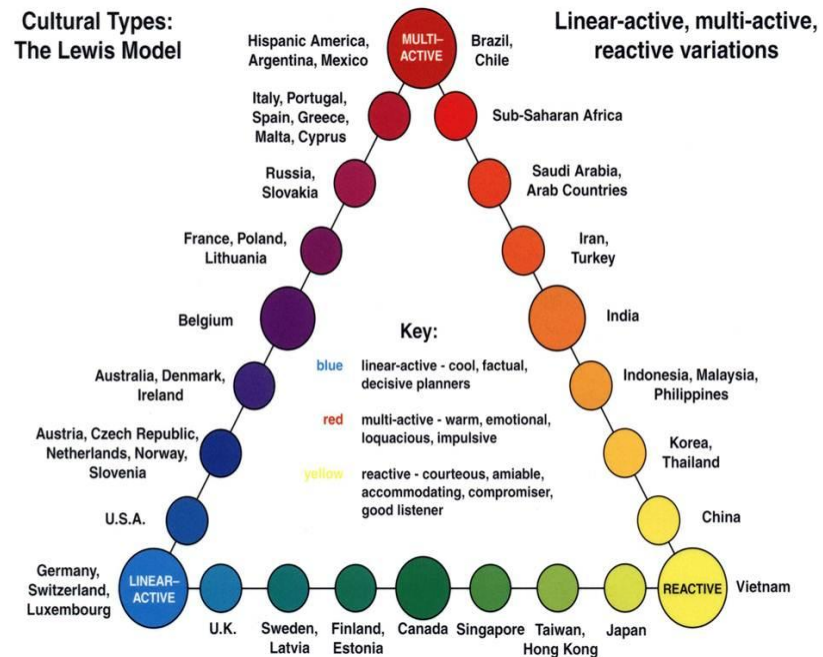 Cultural Types:
The Lewis Model
Linear-active, multi-active,
reactive variations
Hispanic America,
Argentina, Mexico
MULTI–
ACTIVE
Brazil,
Chile
Italy, Portugal,
Spain, Greece,
Malta, Cyprus
Sub-Saharan Africa
Russia,
Slovakia
Saudi Arabia,
Arab Countries
France, Poland,
Lithuania
Iran,
Turkey
Belgium
India
Key:
blue linear-active - cool, factual,
decisive planners
red multi-active - warm, emotional,
loquacious, impulsive
yellow reactive - courteous, amiable,
accommodating, compromiser,
good listener
Australia, Denmark,
Ireland
Indonesia, Malaysia,
Philippines
Austria, Czech Republic,
Netherlands, Norway,
Slovenia
Korea,
Thailand
U.S.A.
China
Germany,
Switzerland,
Luxembourg
LINEAR–
ACTIVE
REACTIVE
Vietnam
U.K.
Sweden,
Latvia
Finland,
Estonia
Canada
Singapore
Taiwan,
Hong Kong
Japan